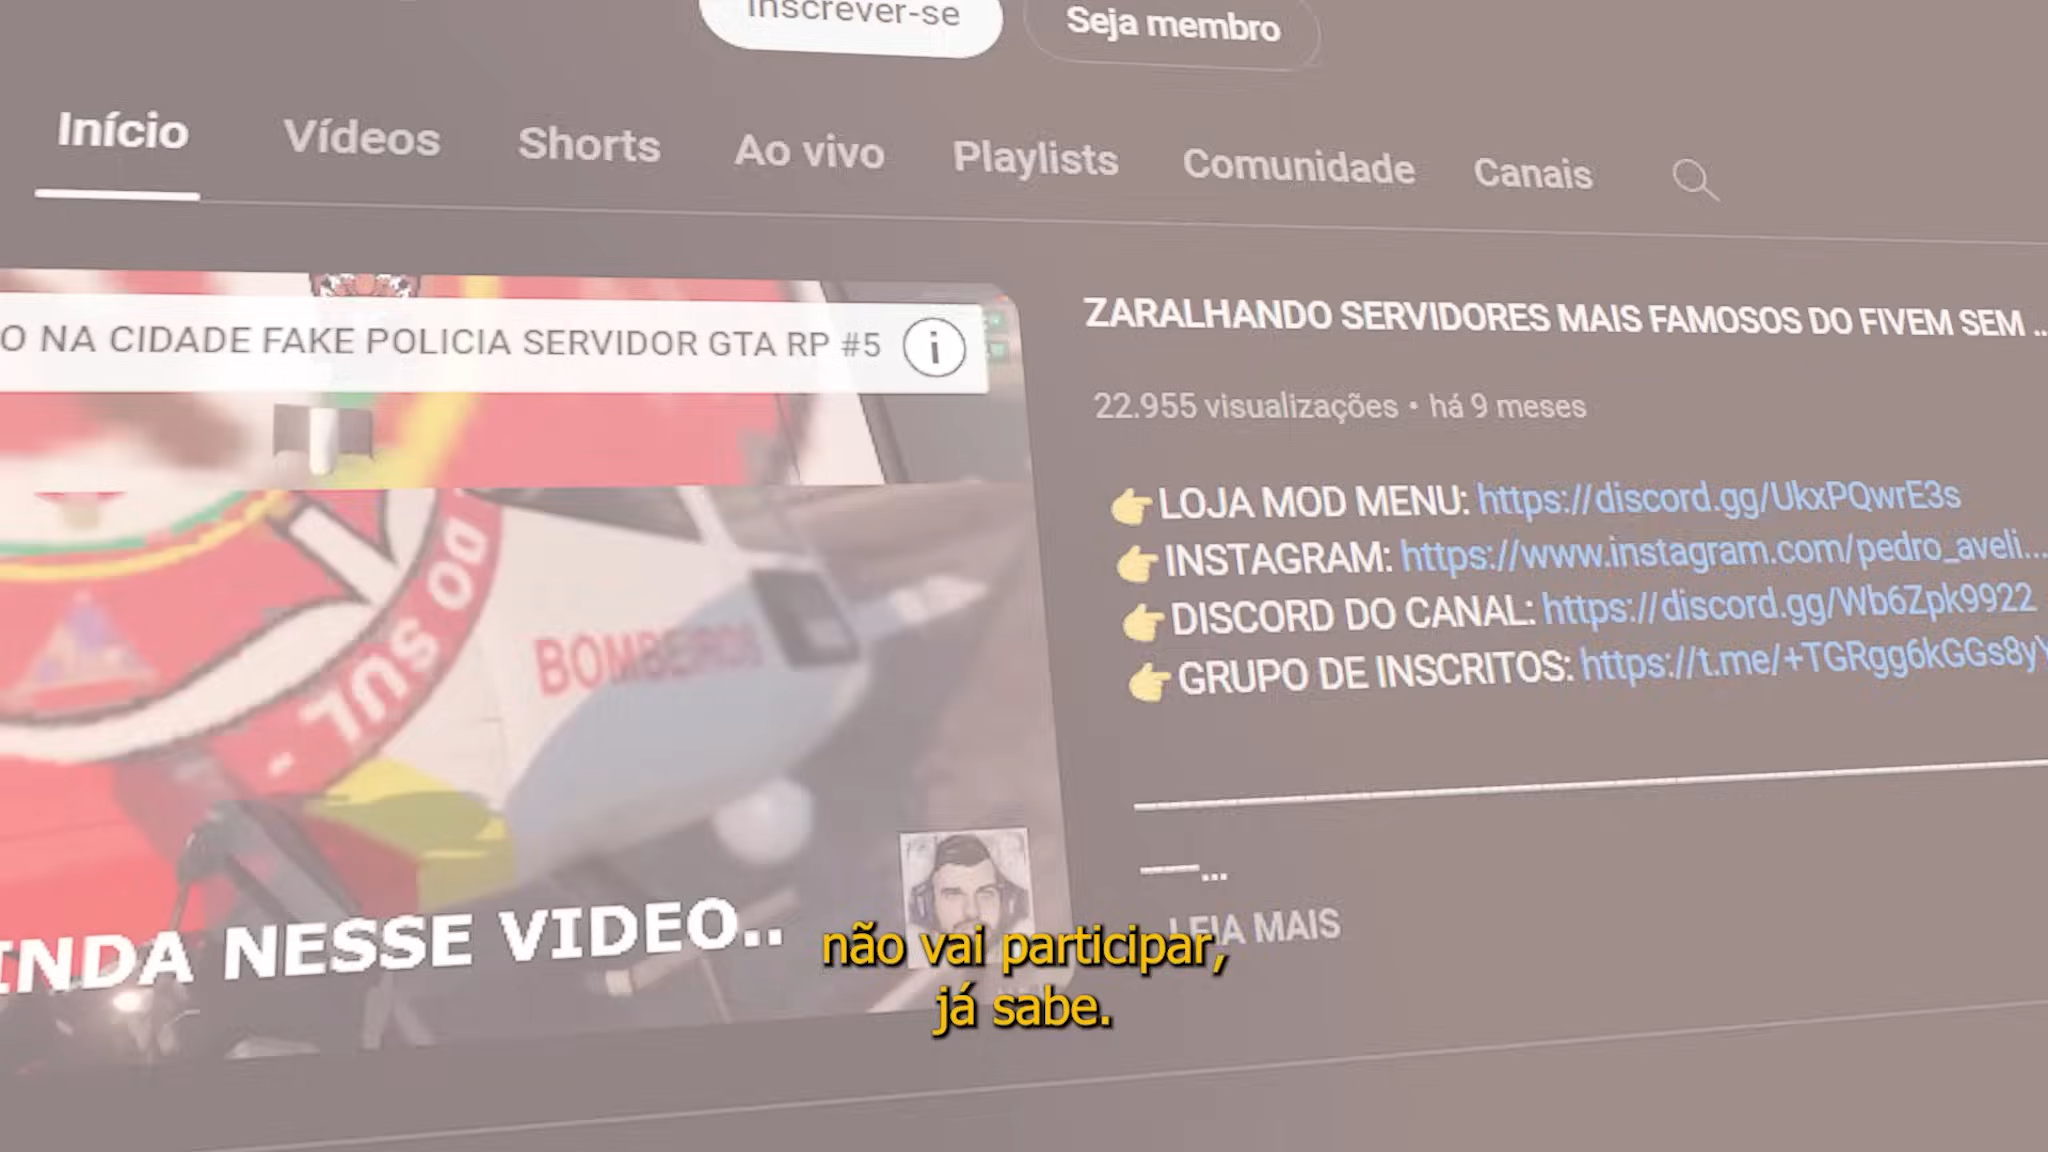 Inscrever-se
Seja membro
Início
Vídeos
Shorts
Ao vivo
Playlists
Comunidade
Canais
O NA CIDADE FAKE POLICIA SERVIDOR GTA RP #5
ZARALHANDO SERVIDORES MAIS FAMOSOS DO FIVEM SEM ...
22.955 visualizações • há 9 meses
👉LOJA MOD MENU: https://discord.gg/UkxPQwrE3s
👉INSTAGRAM: https://www.instagram.com/pedro_aveli...
👉DISCORD DO CANAL: https://discord.gg/Wb6Zpk9922
👉GRUPO DE INSCRITOS: https://t.me/+TGRgg6kGGs8y
DO SUL -
BOMBEIROS
INDA NESSE VIDEO..
...
LEIA MAIS
não vai participar,
já sabe.